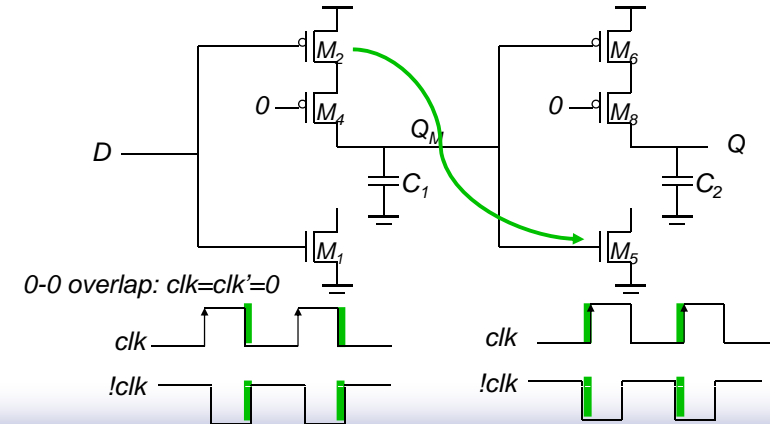 M2
M6
0
M4
0
M8
QM
D
Q
C1
C2
M1
M5
0-0 overlap: clk=clk'=0
clk
clk
!clk
!clk